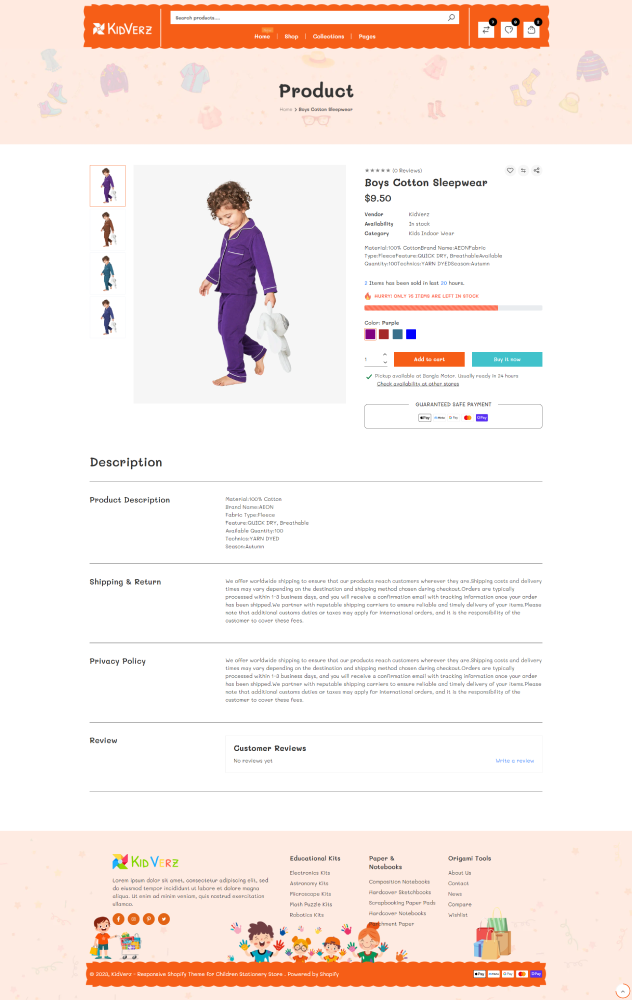 KidVerz
Search products...
Home
Shop
Collections
Pages
Product
Home > Boys Cotton Sleepwear
★★★★★ (0 Reviews)
Boys Cotton Sleepwear
$9.50
Vendor Kidverz
Availability In stock
Category Kids Indoor Wear
Material:100% CottonBrand Name:AEONFabric
Type:FleeceFeature:QUICK DRY, BreathableAvailable
Quantity:100Technics:YARN DYEDSeason:Autumn
2 Items has been sold in last 20 hours.
HURRY! ONLY 75 ITEMS ARE LEFT IN STOCK
Color: Purple
1
Add to cart
Buy it now
Pickup available at Bangla Motor. Usually ready in 24 hours
Check availability at other stores
GUARANTEED SAFE PAYMENT
Description
Product Description
Material:100% Cotton
Brand Name:AEON
Fabric Type:Fleece
Feature:QUICK DRY, Breathable
Available Quantity:100
Technics:YARN DYED
Season:Autumn
Shipping & Return
We offer worldwide shipping to ensure that our products reach customers wherever they are.Shipping costs and delivery
times may vary depending on the destination and shipping method chosen during checkout.Orders are typically
processed within 1-3 business days, and you will receive a confirmation email with tracking information once your order
has been shipped.We partner with reputable shipping carriers to ensure reliable and timely delivery of your items.Please
note that additional customs duties or taxes may apply for international orders, and it is the responsibility of the
customer to cover these fees.
Privacy Policy
We offer worldwide shipping to ensure that our products reach customers wherever they are.Shipping costs and delivery
times may vary depending on the destination and shipping method chosen during checkout.Orders are typically
processed within 1-3 business days, and you will receive a confirmation email with tracking information once your order
has been shipped.We partner with reputable shipping carriers to ensure reliable and timely delivery of your items.Please
note that additional customs duties or taxes may apply for international orders, and it is the responsibility of the
customer to cover these fees.
Review
Customer Reviews
No reviews yet
Write a review
KidVerz
Lorem ipsum dolor sit amet, consectetur adipiscing elit, sed
do eiusmod tempor incididunt ut labore et dolore magna
aliqua. Ut enim ad minim veniam, quis nostrud exercitation
ullamco.
Educational Kits
Electronics Kits
Astronomy Kits
Microscope Kits
Math Puzzle Kits
Robotics Kits
Paper &
Notebooks
Composition Notebooks
Hardcover Sketchbooks
Scrapbooking Paper Pads
Hardcover Notebooks
Parchment Paper
Origami Tools
About Us
Contact
News
Compare
Wishlist
© 2025, KidVerz - Responsive Shopify Theme for Children Stationery Store . Powered by Shopify